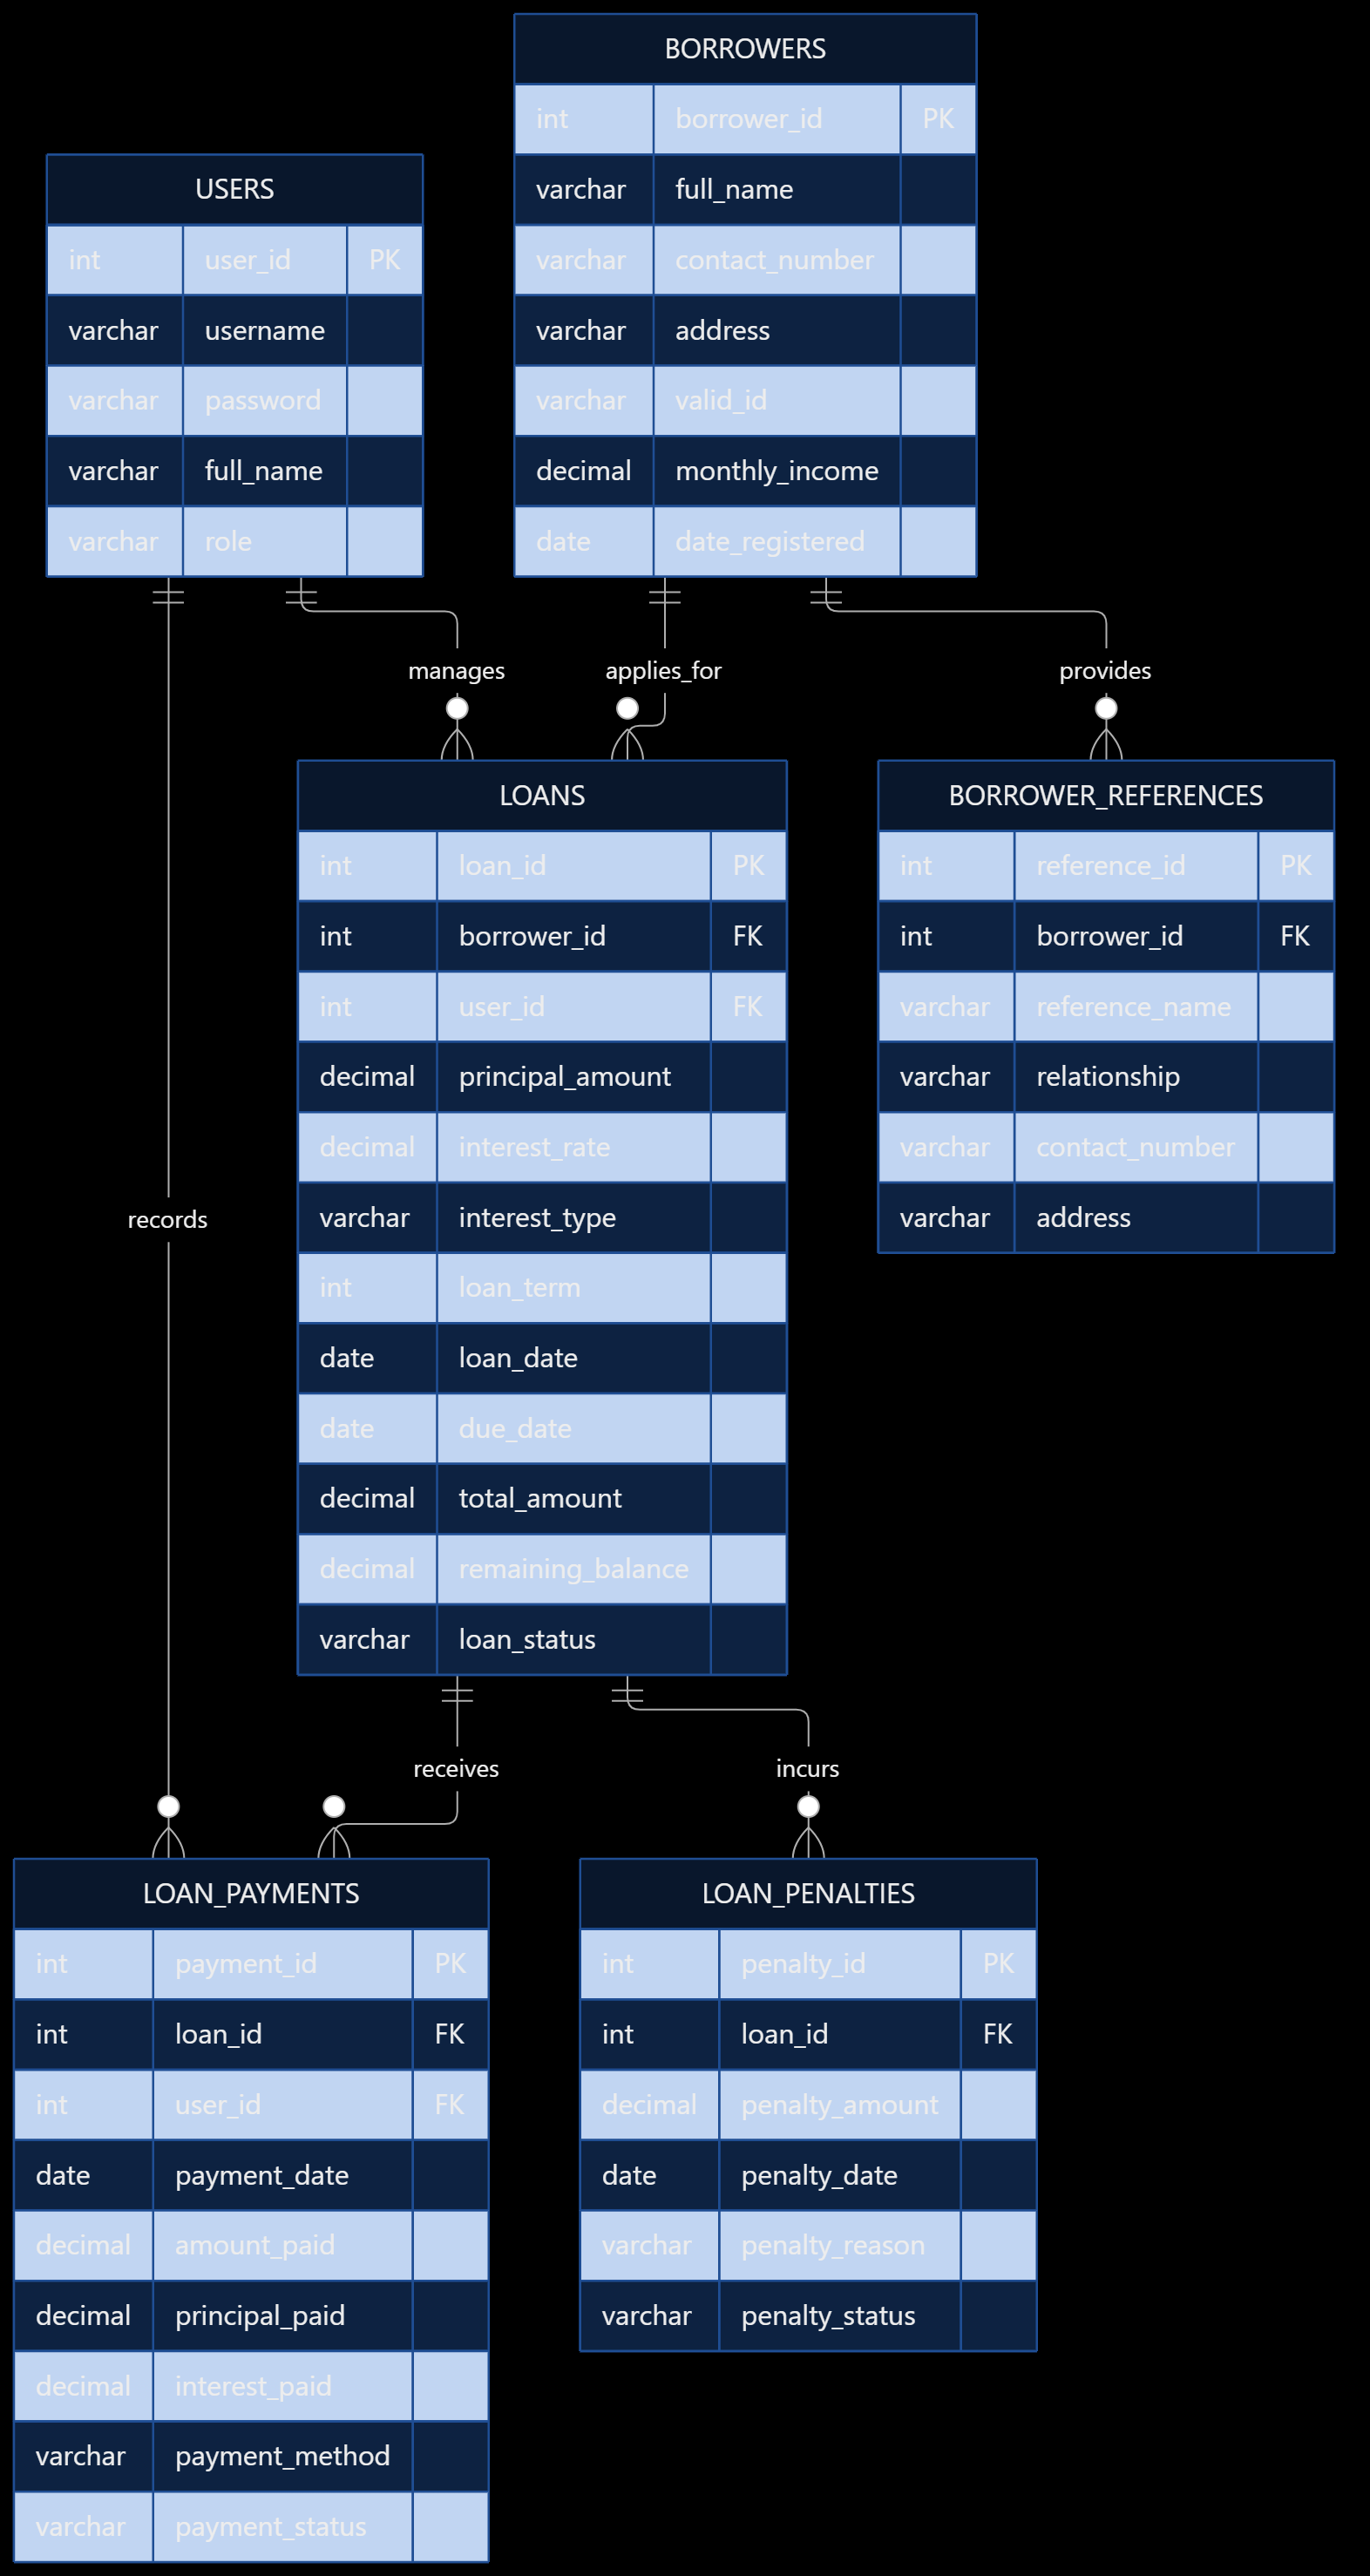 BORROWERS
int borrower_id PK
varchar full_name
varchar contact_number
varchar address
varchar valid_id
decimal monthly_income
date date_registered
USERS
int user_id PK
varchar username
varchar password
varchar full_name
varchar role
manages
applies_for
provides
LOANS
int loan_id PK
int borrower_id FK
int user_id FK
decimal principal_amount
decimal interest_rate
varchar interest_type
int loan_term
date loan_date
date due_date
decimal total_amount
decimal remaining_balance
varchar loan_status
BORROWER_REFERENCES
int reference_id PK
int borrower_id FK
varchar reference_name
varchar relationship
varchar contact_number
varchar address
records
receives
incurs
LOAN_PAYMENTS
int payment_id PK
int loan_id FK
int user_id FK
date payment_date
decimal amount_paid
decimal principal_paid
decimal interest_paid
varchar payment_method
varchar payment_status
LOAN_PENALTIES
int penalty_id PK
int loan_id FK
decimal penalty_amount
date penalty_date
varchar penalty_reason
varchar penalty_status